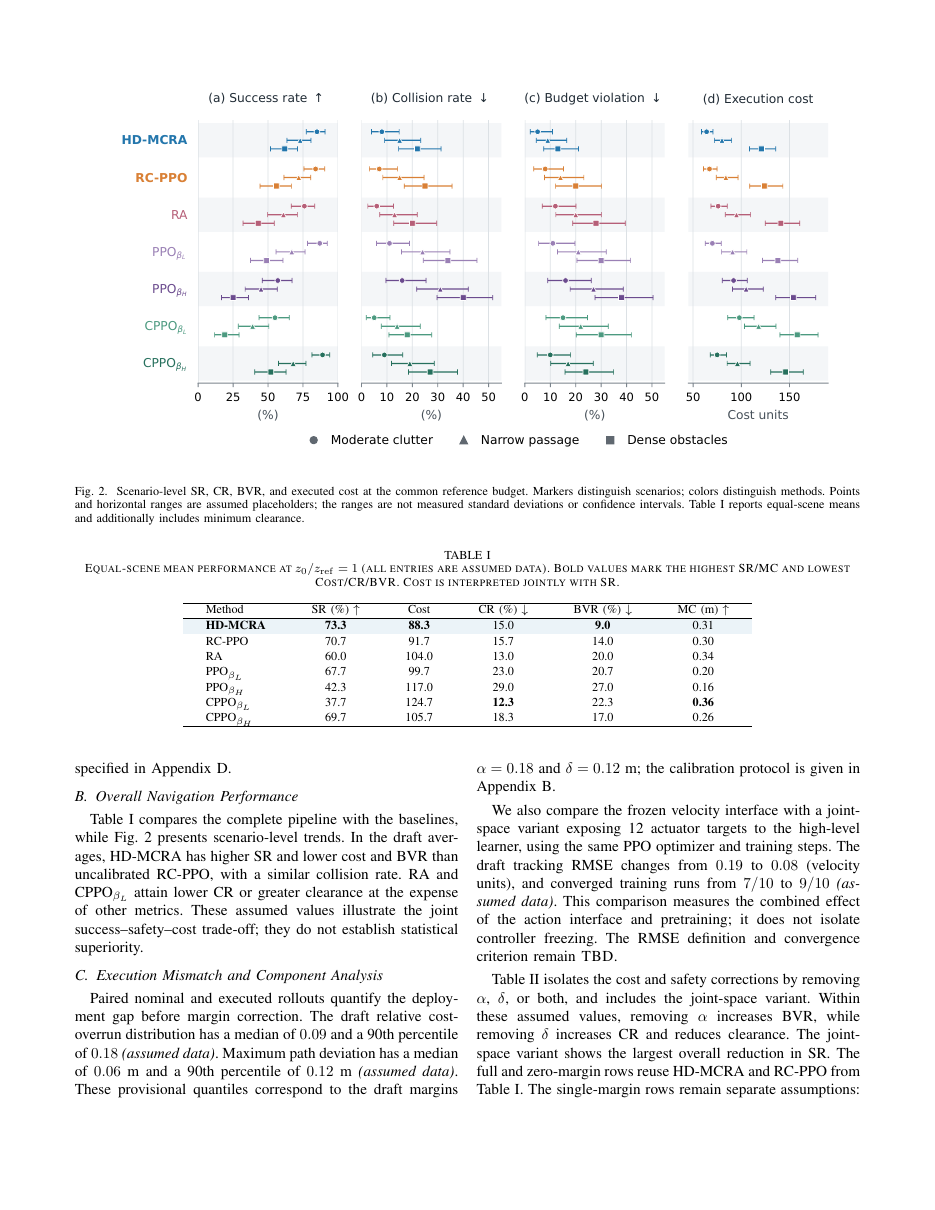 (a) Success rate ↑ (b) Collision rate ↓ (c) Budget violation ↓ (d) Execution cost
HD-MCRA
RC-PPO
RA
PPOβL
PPOβH
CPPOβL
CPPOβH
0 25 50 75 100 0 10 20 30 40 50 0 10 20 30 40 50 50 100 150
(%) (%) (%) Cost units
Moderate clutter Narrow passage Dense obstacles
Fig. 2. Scenario-level SR, CR, BVR, and executed cost at the common reference budget. Markers distinguish scenarios; colors distinguish methods. Points
and horizontal ranges are assumed placeholders; the ranges are not measured standard deviations or confidence intervals. Table I reports equal-scene means
and additionally includes minimum clearance.
TABLE I
EQUAL-SCENE MEAN PERFORMANCE AT z0/zref = 1 (ALL ENTRIES ARE ASSUMED DATA). BOLD VALUES MARK THE HIGHEST SR/MC AND LOWEST
COST/CR/BVR. COST IS INTERPRETED JOINTLY WITH SR.
Method SR (%) ↑ Cost CR (%) ↓ BVR (%) ↓ MC (m) ↑
HD-MCRA 73.3 88.3 15.0 9.0 0.31
RC-PPO 70.7 91.7 15.7 14.0 0.30
RA 60.0 104.0 13.0 20.0 0.34
PPOβL 67.7 99.7 23.0 20.7 0.20
PPOβH 42.3 117.0 29.0 27.0 0.16
CPPOβL 37.7 124.7 12.3 22.3 0.36
CPPOβH 69.7 105.7 18.3 17.0 0.26
specified in Appendix D.
B. Overall Navigation Performance
Table I compares the complete pipeline with the baselines,
while Fig. 2 presents scenario-level trends. In the draft aver-
ages, HD-MCRA has higher SR and lower cost and BVR than
uncalibrated RC-PPO, with a similar collision rate. RA and
CPPOβL attain lower CR or greater clearance at the expense
of other metrics. These assumed values illustrate the joint
success–safety–cost trade-off; they do not establish statistical
superiority.
C. Execution Mismatch and Component Analysis
Paired nominal and executed rollouts quantify the deploy-
ment gap before margin correction. The draft relative cost-
overrun distribution has a median of 0.09 and a 90th percentile
of 0.18 (assumed data). Maximum path deviation has a median
of 0.06 m and a 90th percentile of 0.12 m (assumed data).
These provisional quantiles correspond to the draft margins
α = 0.18 and δ = 0.12 m; the calibration protocol is given in
Appendix B.
We also compare the frozen velocity interface with a joint-
space variant exposing 12 actuator targets to the high-level
learner, using the same PPO optimizer and training steps. The
draft tracking RMSE changes from 0.19 to 0.08 (velocity
units), and converged training runs from 7/10 to 9/10 (as-
sumed data). This comparison measures the combined effect
of the action interface and pretraining; it does not isolate
controller freezing. The RMSE definition and convergence
criterion remain TBD.
Table II isolates the cost and safety corrections by removing
α, δ, or both, and includes the joint-space variant. Within
these assumed values, removing α increases BVR, while
removing δ increases CR and reduces clearance. The joint-
space variant shows the largest overall reduction in SR. The
full and zero-margin rows reuse HD-MCRA and RC-PPO from
Table I. The single-margin rows remain separate assumptions: